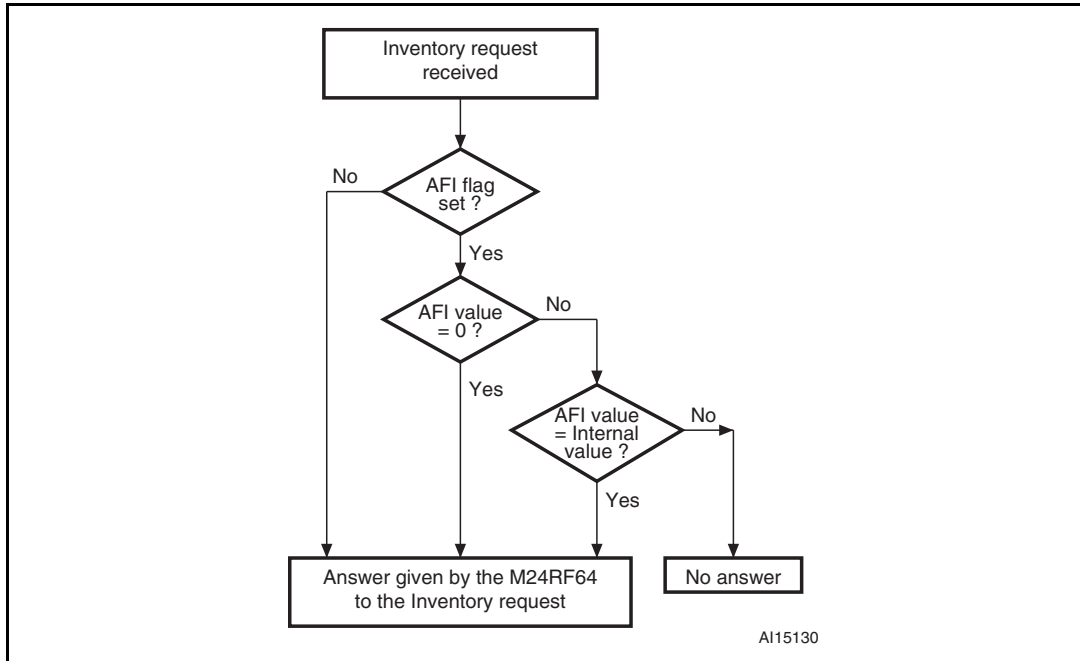 Inventory request
received
No
AFI flag
set ?
Yes
AFI value
= 0 ?
No
Yes
AFI value
= Internal
value ?
No
Yes
Answer given by the M24RF64
to the Inventory request
No answer
AI15130